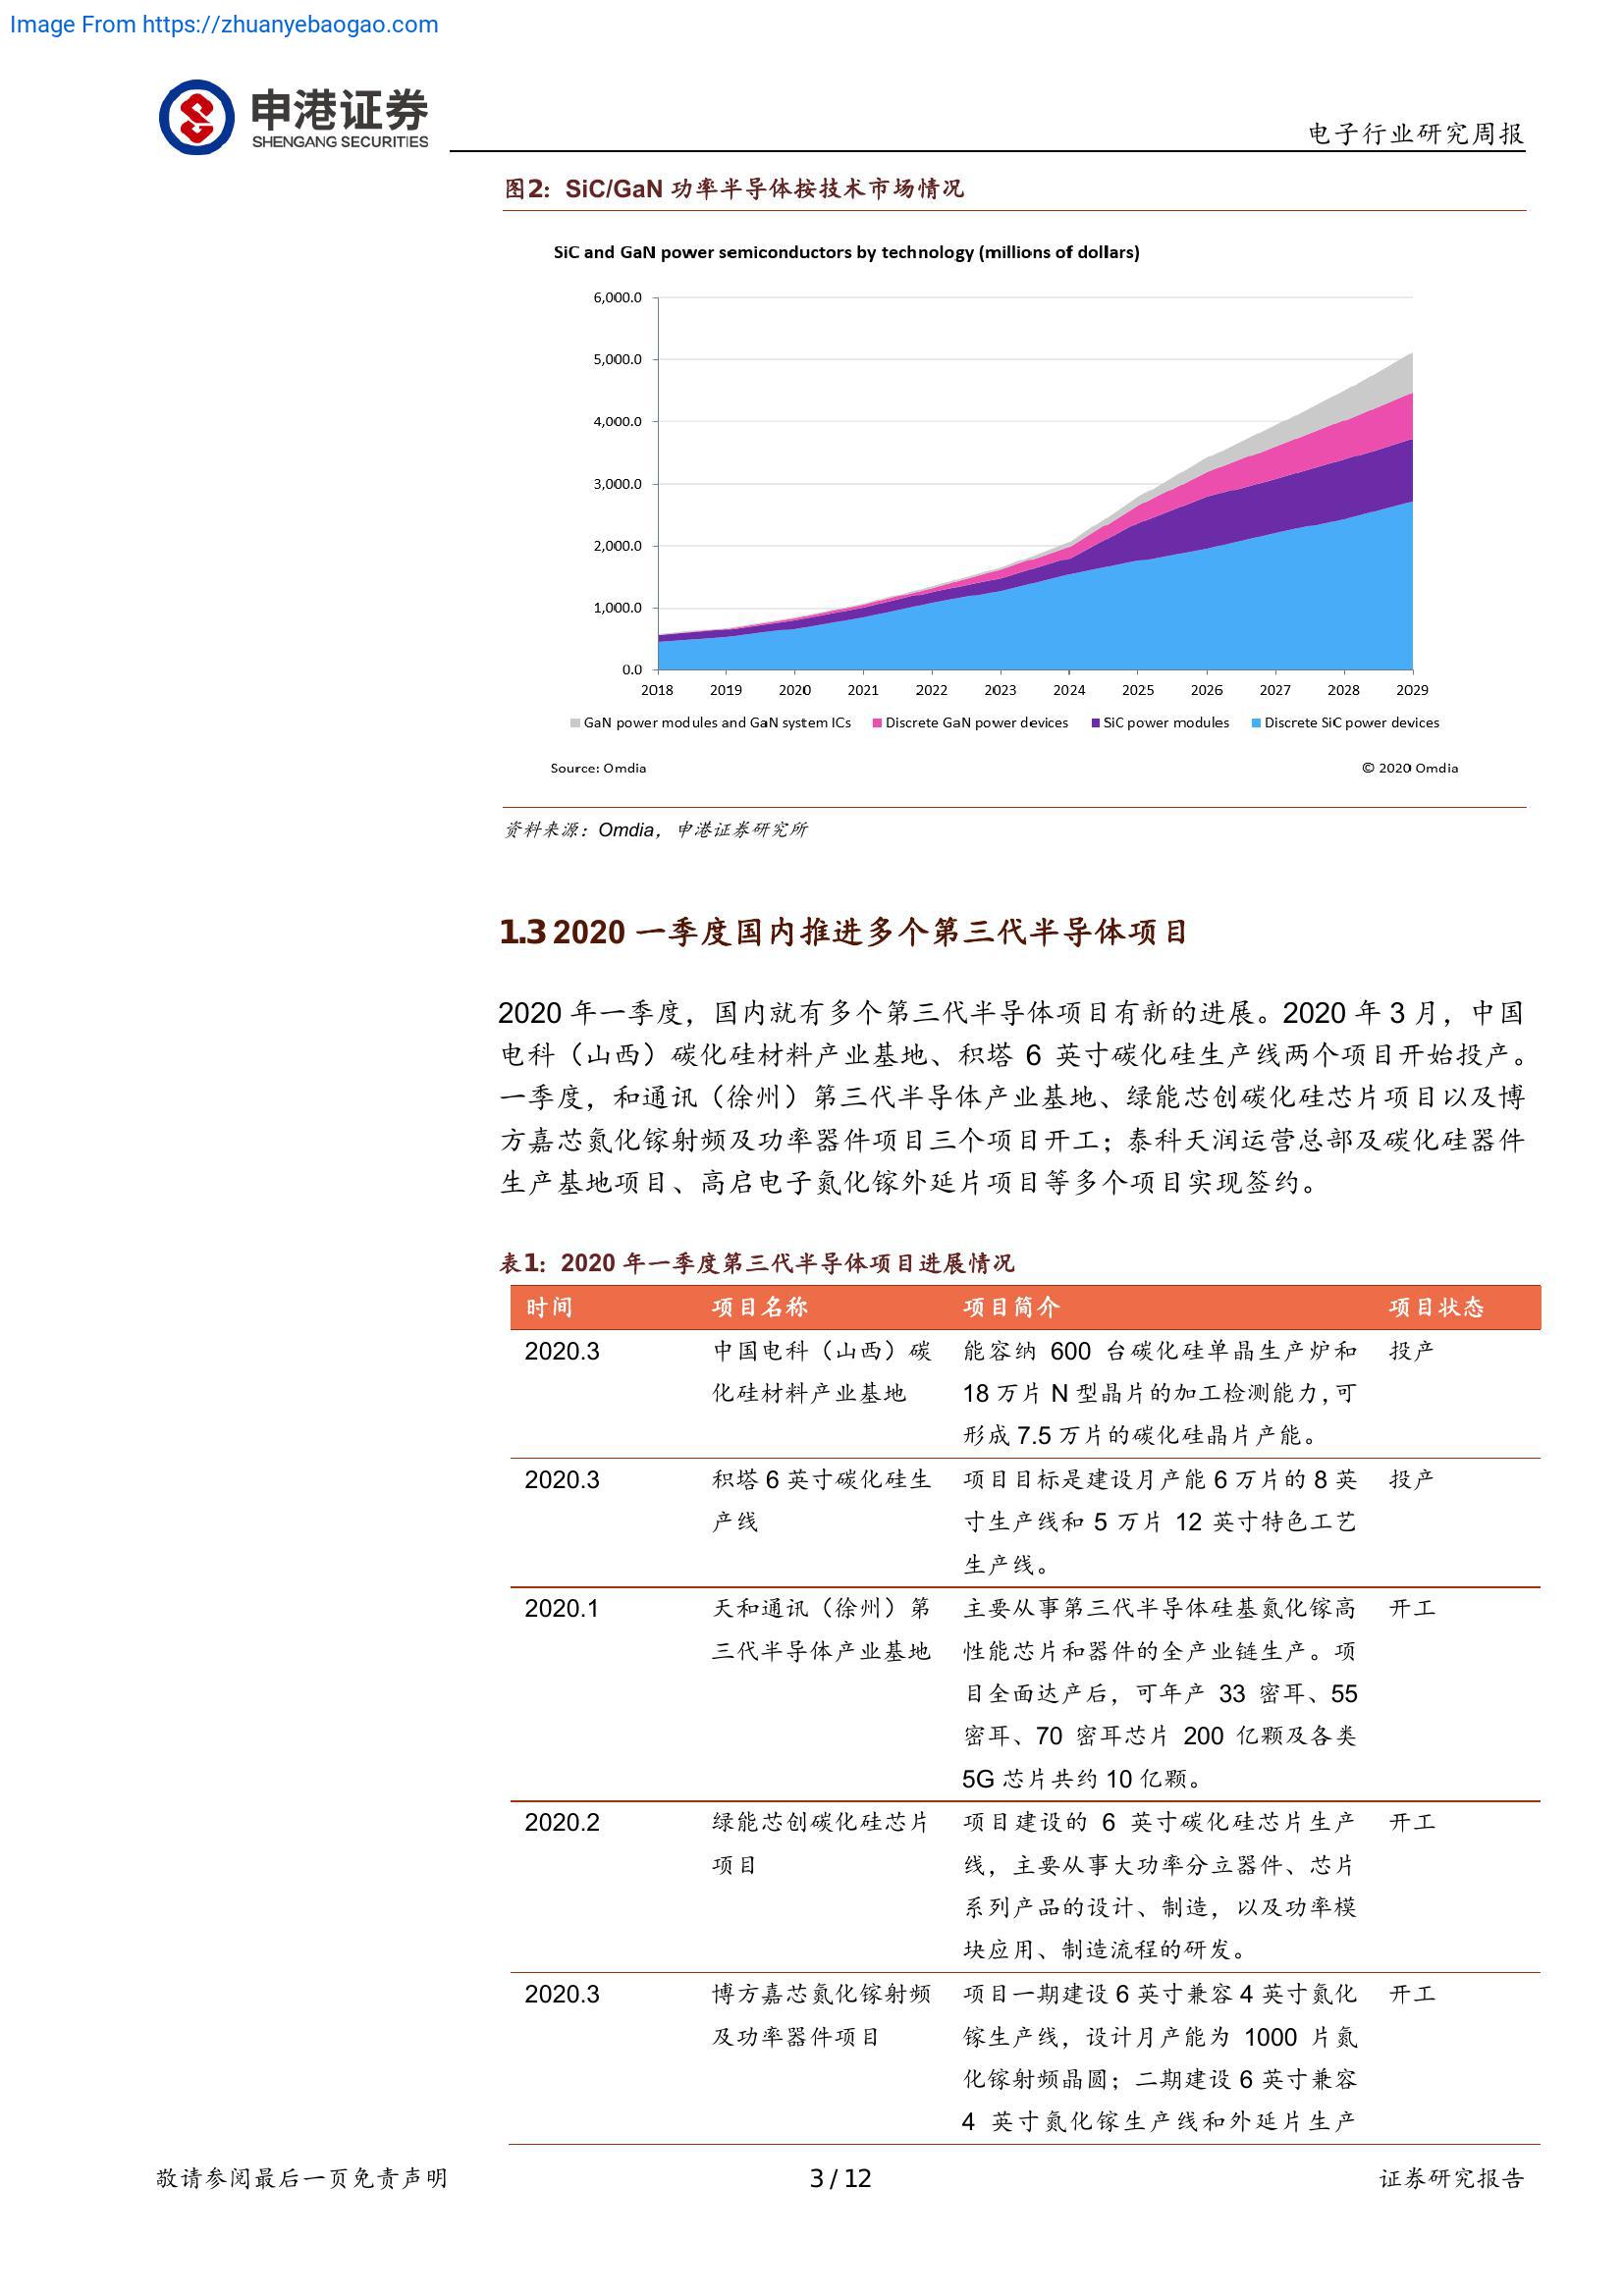 Image From https://zhuanyebaogao.com
申港证券
SHENGANG SECURITIES
电子行业研究周报
图2：SiC/GaN 功率半导体按技术市场情况
SiC and GaN power semiconductors by technology (millions of dollars)
6,000.0
5,000.0
4,000.0
3,000.0
2,000.0
1,000.0
0.0
2018 2019 2020 2021 2022 2023 2024 2025 2026 2027 2028 2029
GaN power modules and GaN system ICs Discrete GaN power devices SiC power modules Discrete SiC power devices
Source: Omdia © 2020 Omdia
资料来源：Omdia，申港证券研究所
1.3 2020 一季度国内推进多个第三代半导体项目
2020 年一季度，国内就有多个第三代半导体项目有新的进展。2020 年 3 月，中国
电科（山西）碳化硅材料产业基地、积塔 6 英寸碳化硅生产线两个项目开始投产。
一季度，和通讯（徐州）第三代半导体产业基地、绿能芯创碳化硅芯片项目以及博
方嘉芯氮化镓射频及功率器件项目三个项目开工；泰科天润运营总部及碳化硅器件
生产基地项目、高启电子氮化镓外延片项目等多个项目实现签约。
表1：2020 年一季度第三代半导体项目进展情况
时间 项目名称 项目简介 项目状态
2020.3 中国电科（山西）碳 能容纳 600 台碳化硅单晶生产炉和 投产
化硅材料产业基地 18 万片 N 型晶片的加工检测能力，可
形成 7.5 万片的碳化硅晶片产能。
2020.3 积塔 6 英寸碳化硅生 项目目标是建设月产能 6 万片的 8 英 投产
产线 寸生产线和 5 万片 12 英寸特色工艺
生产线。
2020.1 天和通讯（徐州）第 主要从事第三代半导体硅基氮化镓高 开工
三代半导体产业基地 性能芯片和器件的全产业链生产。项
目全面达产后，可年产 33 密耳、55
密耳、70 密耳芯片 200 亿颗及各类
5G 芯片共约 10 亿颗。
2020.2 绿能芯创碳化硅芯片 项目建设的 6 英寸碳化硅芯片生产 开工
项目 线，主要从事大功率分立器件、芯片
系列产品的设计、制造，以及功率模
块应用、制造流程的研发。
2020.3 博方嘉芯氮化镓射频 项目一期建设 6 英寸兼容 4 英寸氮化 开工
及功率器件项目 镓生产线，设计月产能为 1000 片氮
化镓射频晶圆；二期建设 6 英寸兼容
4 英寸氮化镓生产线和外延片生产
敬请参阅最后一页免责声明 3 / 12 证券研究报告